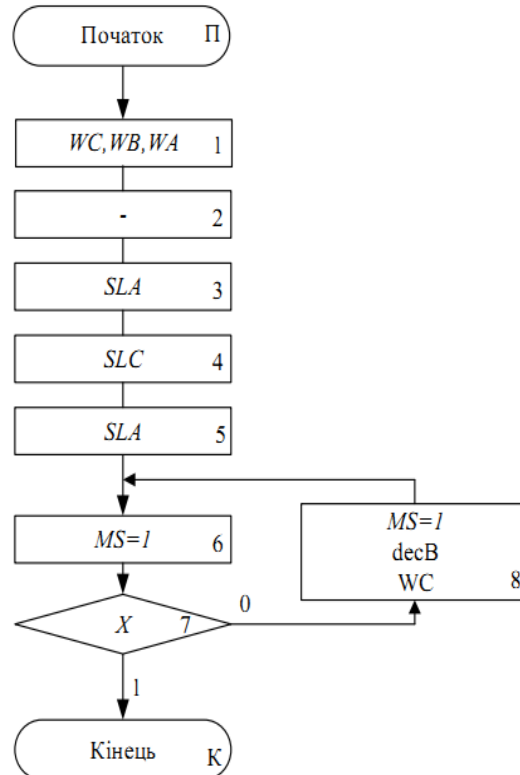 Початок П
WC,WB,WA 1
- 2
SLA 3
SLC 4
SLA 5
MS=1 6
MS=1
decB
WC 8
X 7
0
1
Кінець К